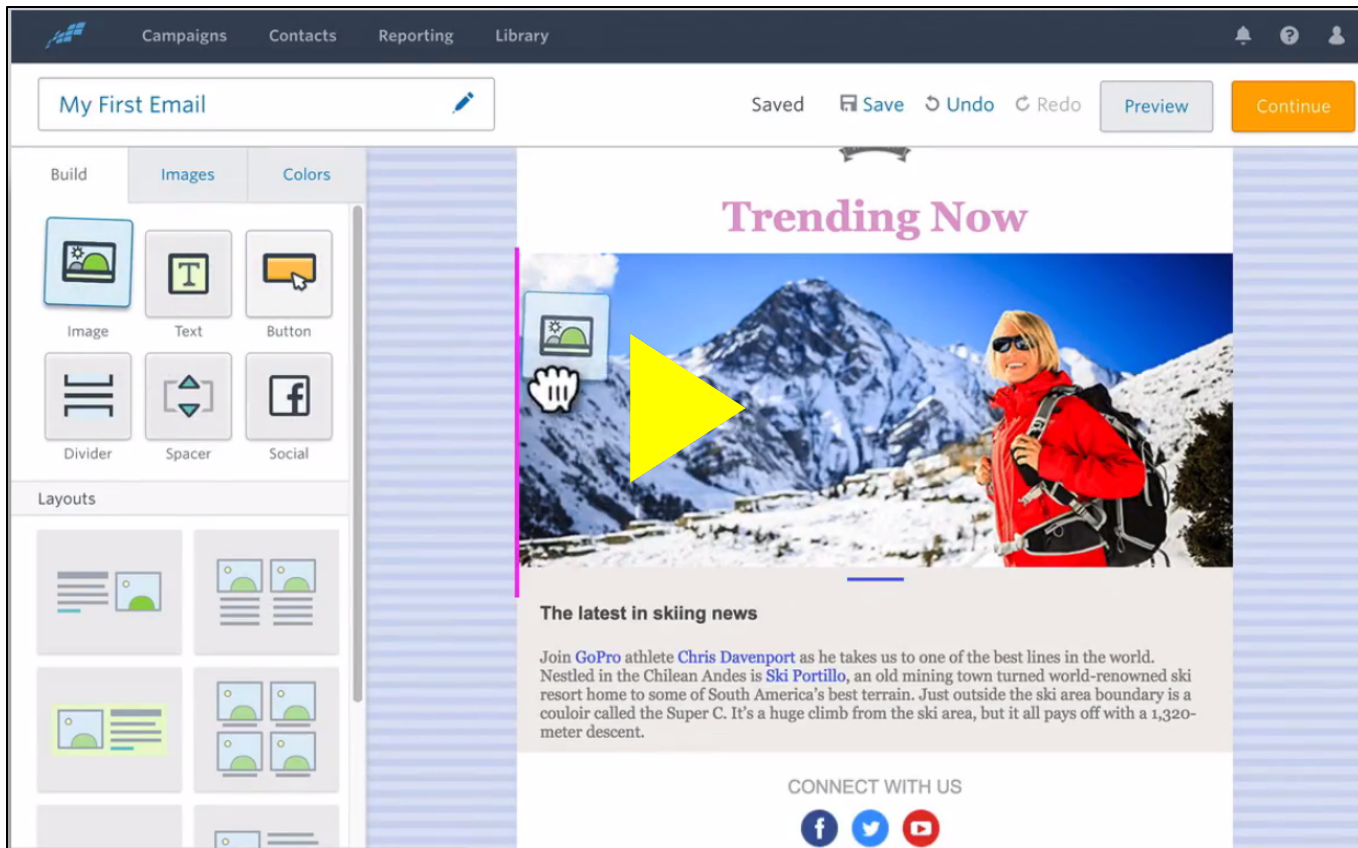 Campaigns Contacts Reporting Library
My First Email
Saved Save Undo Redo Preview Continue
Build Images Colors
Image Text Button
Divider Spacer Social
Layouts
Trending Now
The latest in skiing news
Join GoPro athlete Chris Davenport as he takes us to one of the best lines in the world.
Nestled in the Chilean Andes is Ski Portillo, an old mining town turned world-renowned ski
resort home to some of South America's best terrain. Just outside the ski area boundary is a
couloir called the Super C. It's a huge climb from the ski area, but it all pays off with a 1,320-
meter descent.
CONNECT WITH US